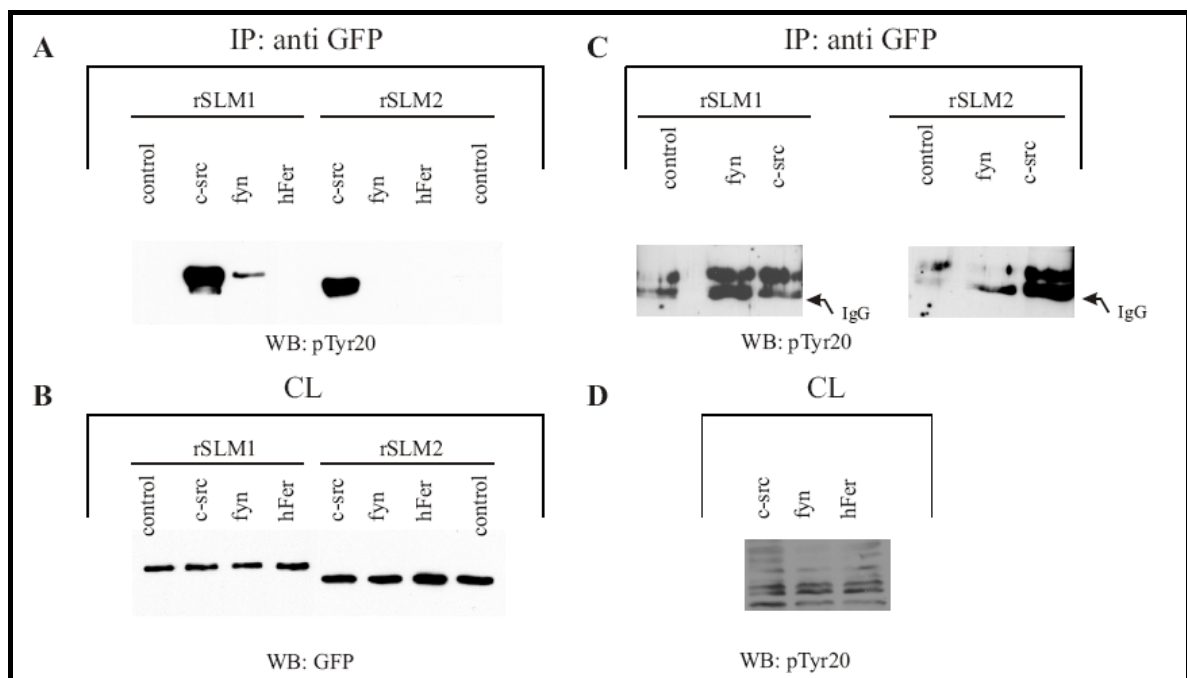 A
IP: anti GFP
rSLM1
rSLM2
control
c-src
fyn
hFer
c-src
fyn
hFer
control
WB: pTyr20
B
CL
rSLM1
rSLM2
control
c-src
fyn
hFer
c-src
fyn
hFer
control
WB: GFP
C
IP: anti GFP
rSLM1
rSLM2
control
fyn
c-src
control
fyn
c-src
IgG
IgG
WB: pTyr20
D
CL
c-src
fyn
hFer
WB: pTyr20